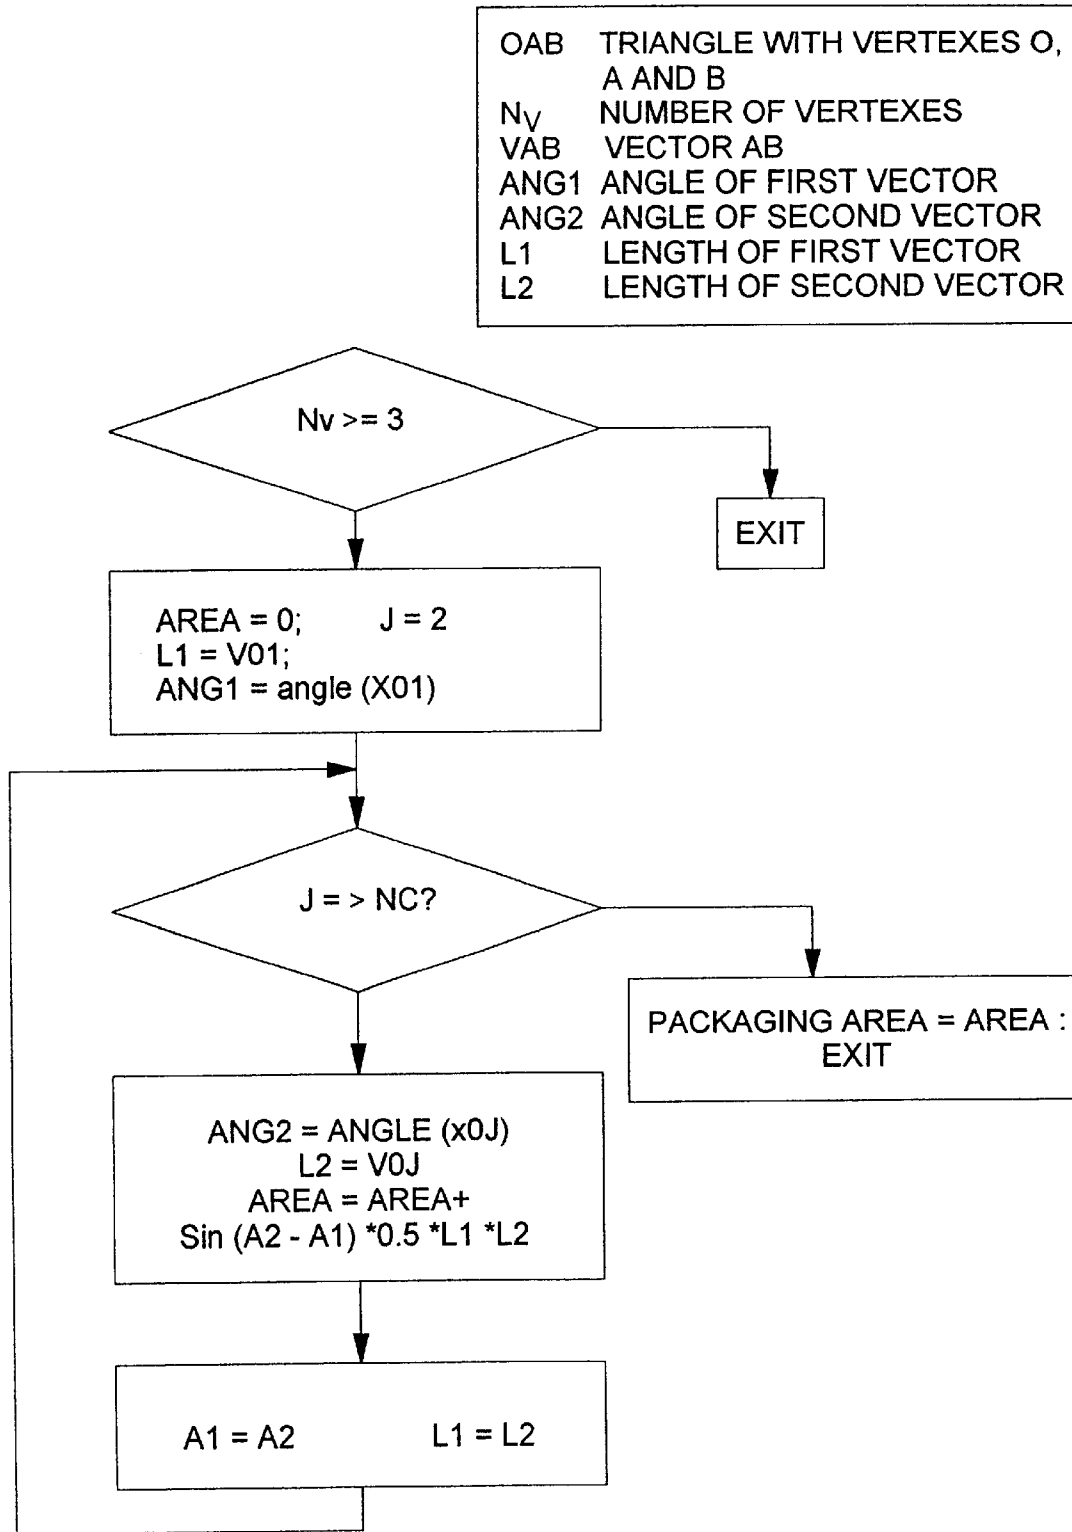 OAB TRIANGLE WITH VERTEXES O,
A AND B
NV NUMBER OF VERTEXES
VAB VECTOR AB
ANG1 ANGLE OF FIRST VECTOR
ANG2 ANGLE OF SECOND VECTOR
L1 LENGTH OF FIRST VECTOR
L2 LENGTH OF SECOND VECTOR
Nv >= 3
EXIT
AREA = 0; J = 2
L1 = V01;
ANG1 = angle (X01)
J = > NC?
PACKAGING AREA = AREA :
EXIT
ANG2 = ANGLE (x0J)
L2 = V0J
AREA = AREA+
Sin (A2 - A1) *0.5 *L1 *L2
A1 = A2 L1 = L2